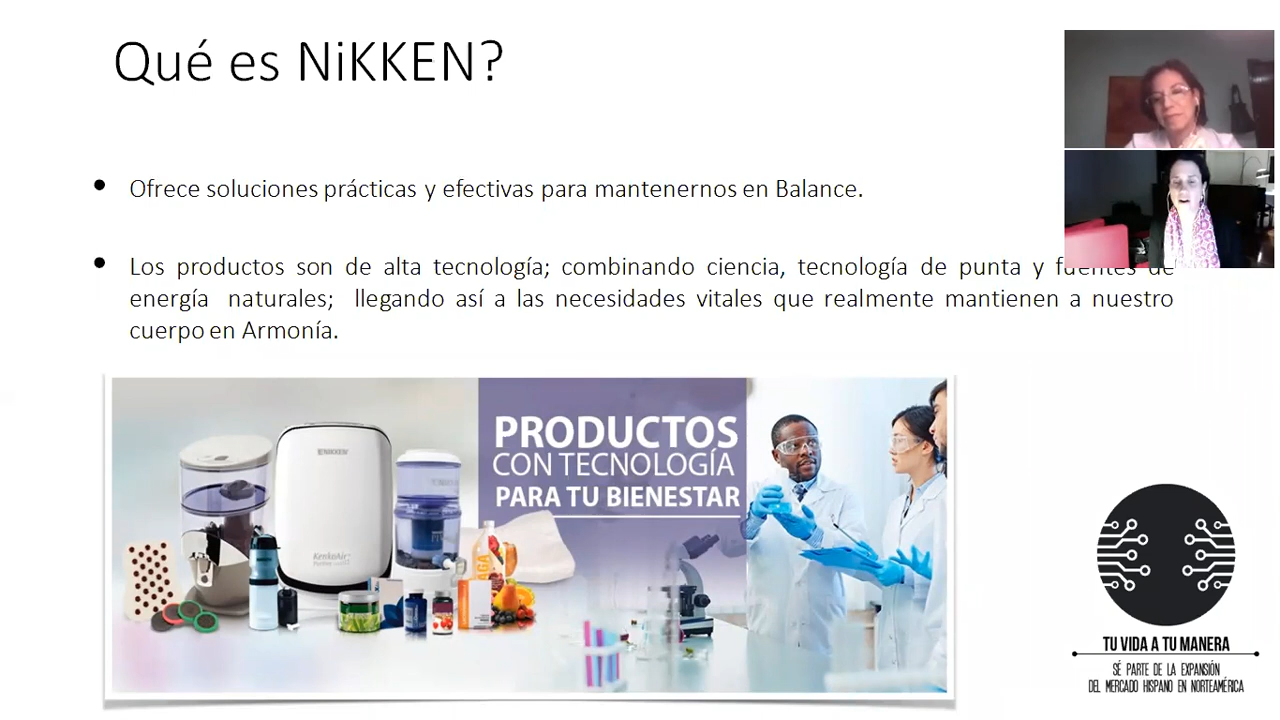 Qué es NiKKEN?
• Ofrece soluciones prácticas y efectivas para mantenernos en Balance.
• Los productos son de alta tecnología; combinando ciencia, tecnología de punta y fuentes de
energía naturales; llegando así a las necesidades vitales que realmente mantienen a nuestro
cuerpo en Armonía.
PRODUCTOS
CON TECNOLOGÍA
PARA TU BIENESTAR
NIKKEN
KenkoAir
TU VIDA A TU MANERA
SÉ PARTE DE LA EXPANSIÓN
DEL MERCADO HISPANO EN NORTEAMÉRICA